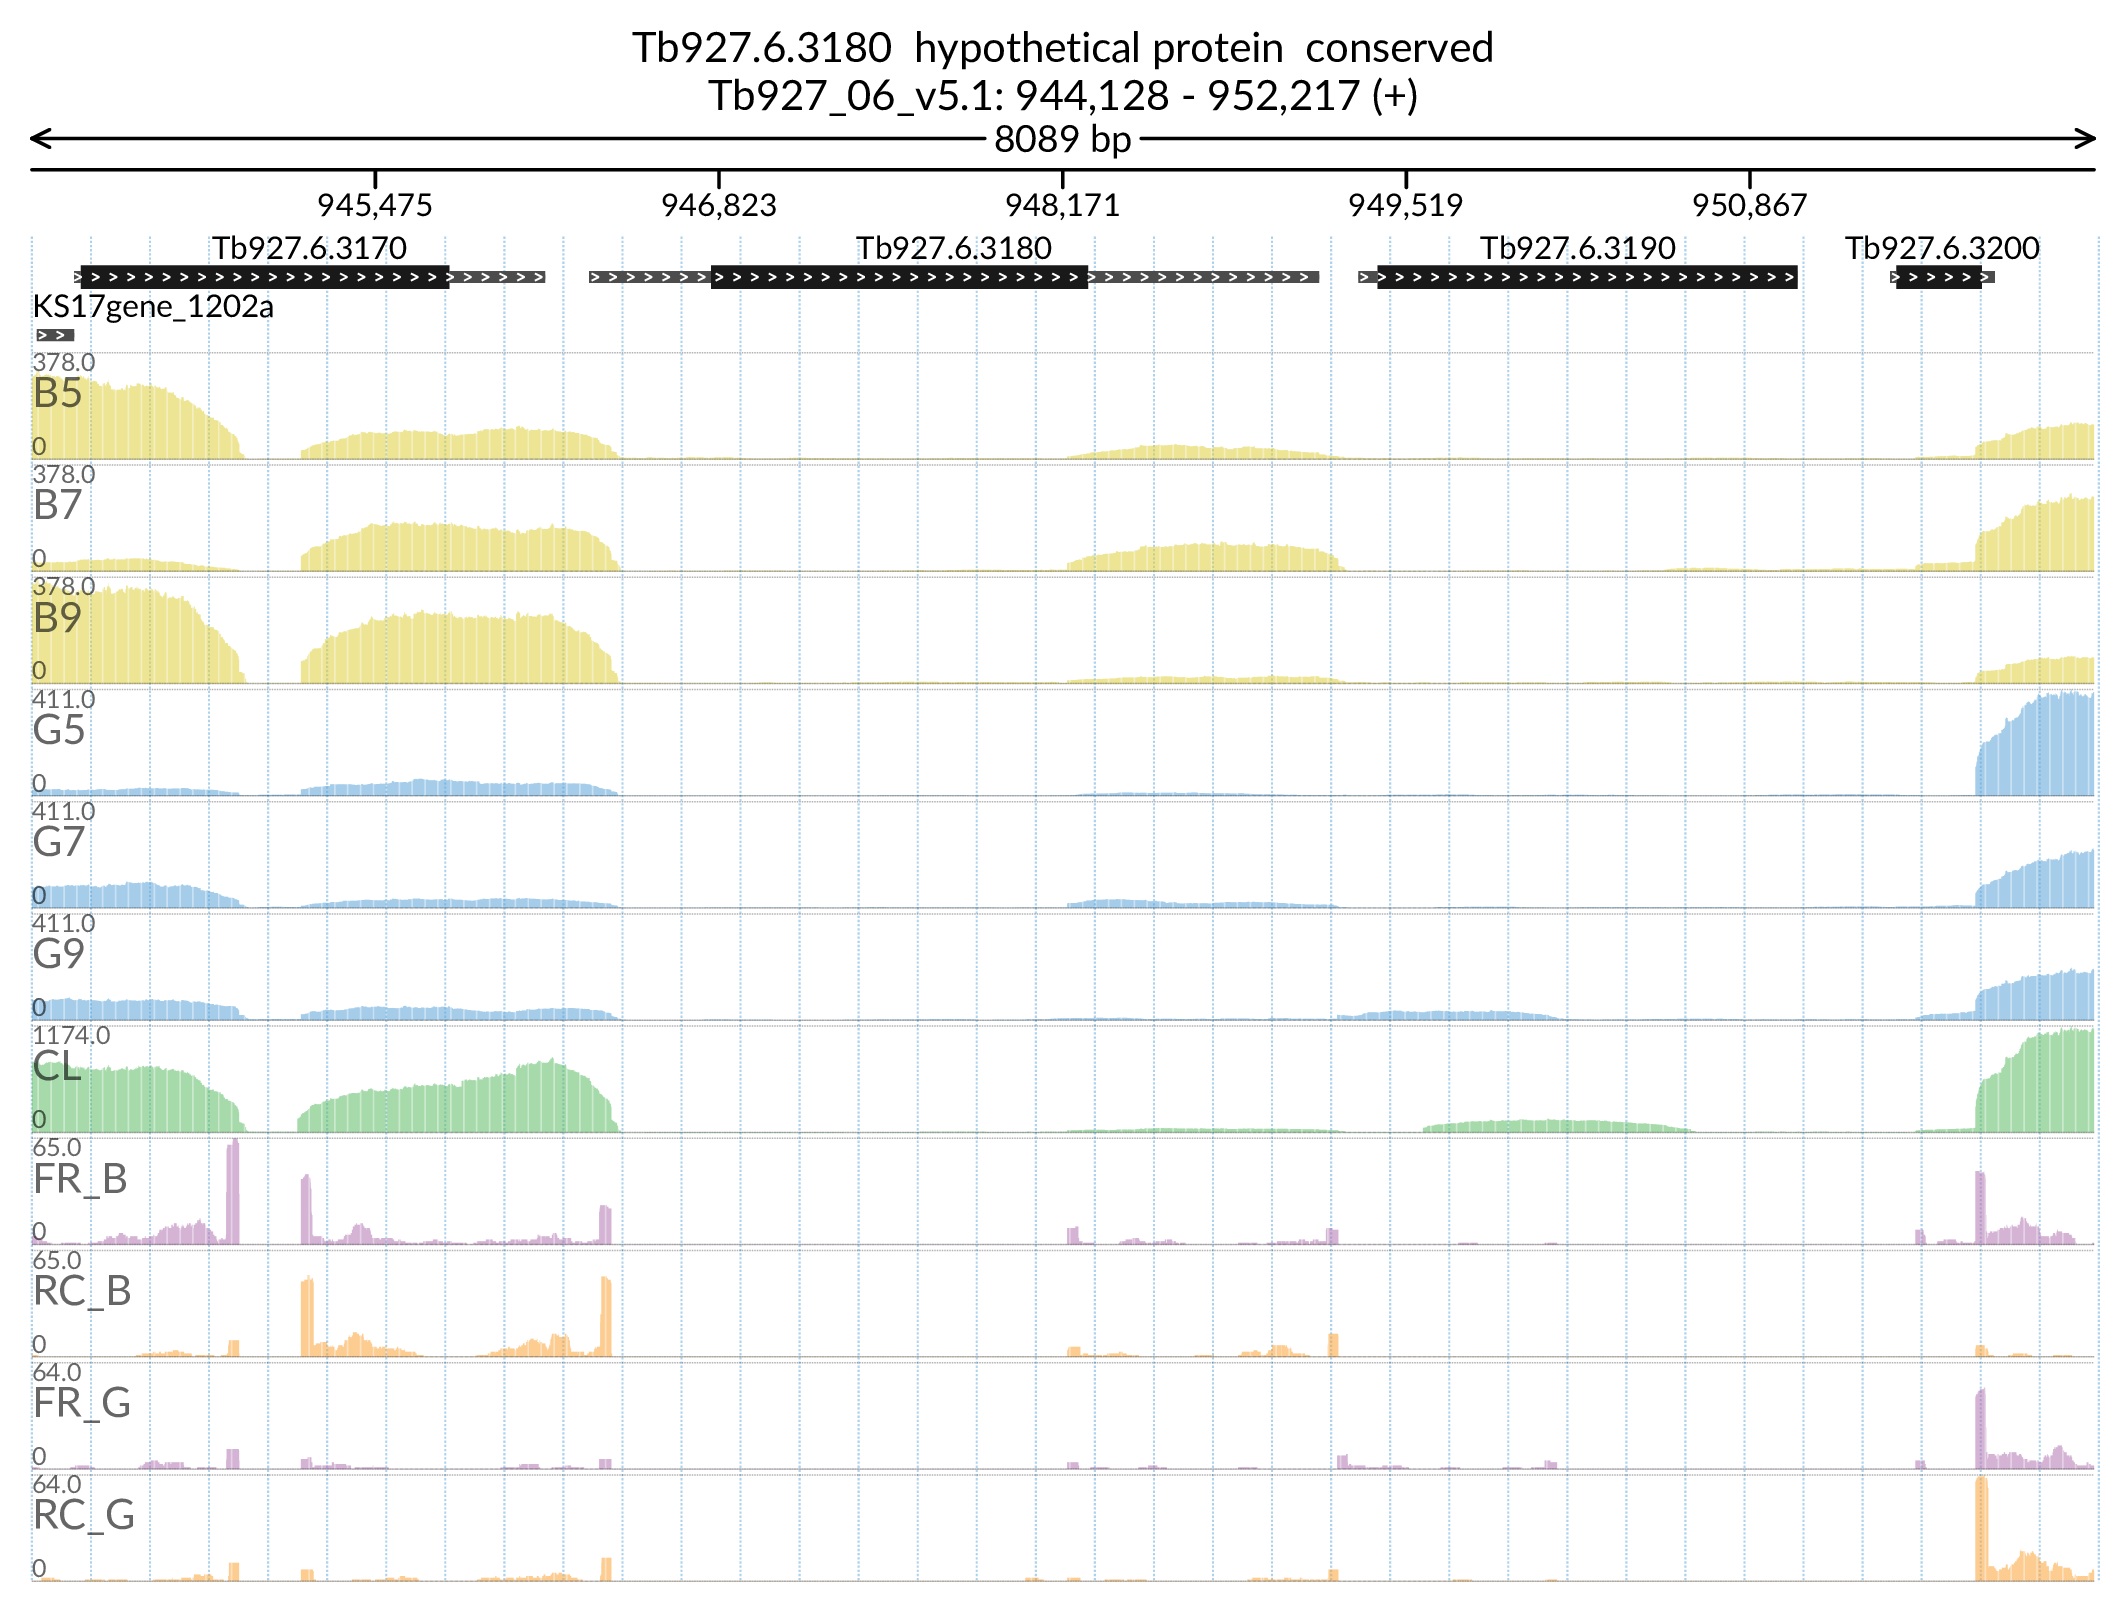 Tb927.6.3180  hypothetical protein  conserved
Tb927_06_v5.1: 944,128 - 952,217 (+)
8089 bp
945,475 946,823 948,171 949,519 950,867
Tb927.6.3170 Tb927.6.3180 Tb927.6.3190 Tb927.6.3200
KS17gene_1202a
378.0
B5
0
378.0
B7
0
378.0
B9
0
411.0
G5
0
411.0
G7
0
411.0
G9
0
1174.0
CL
0
65.0
FR_B
0
65.0
RC_B
0
64.0
FR_G
0
64.0
RC_G
0